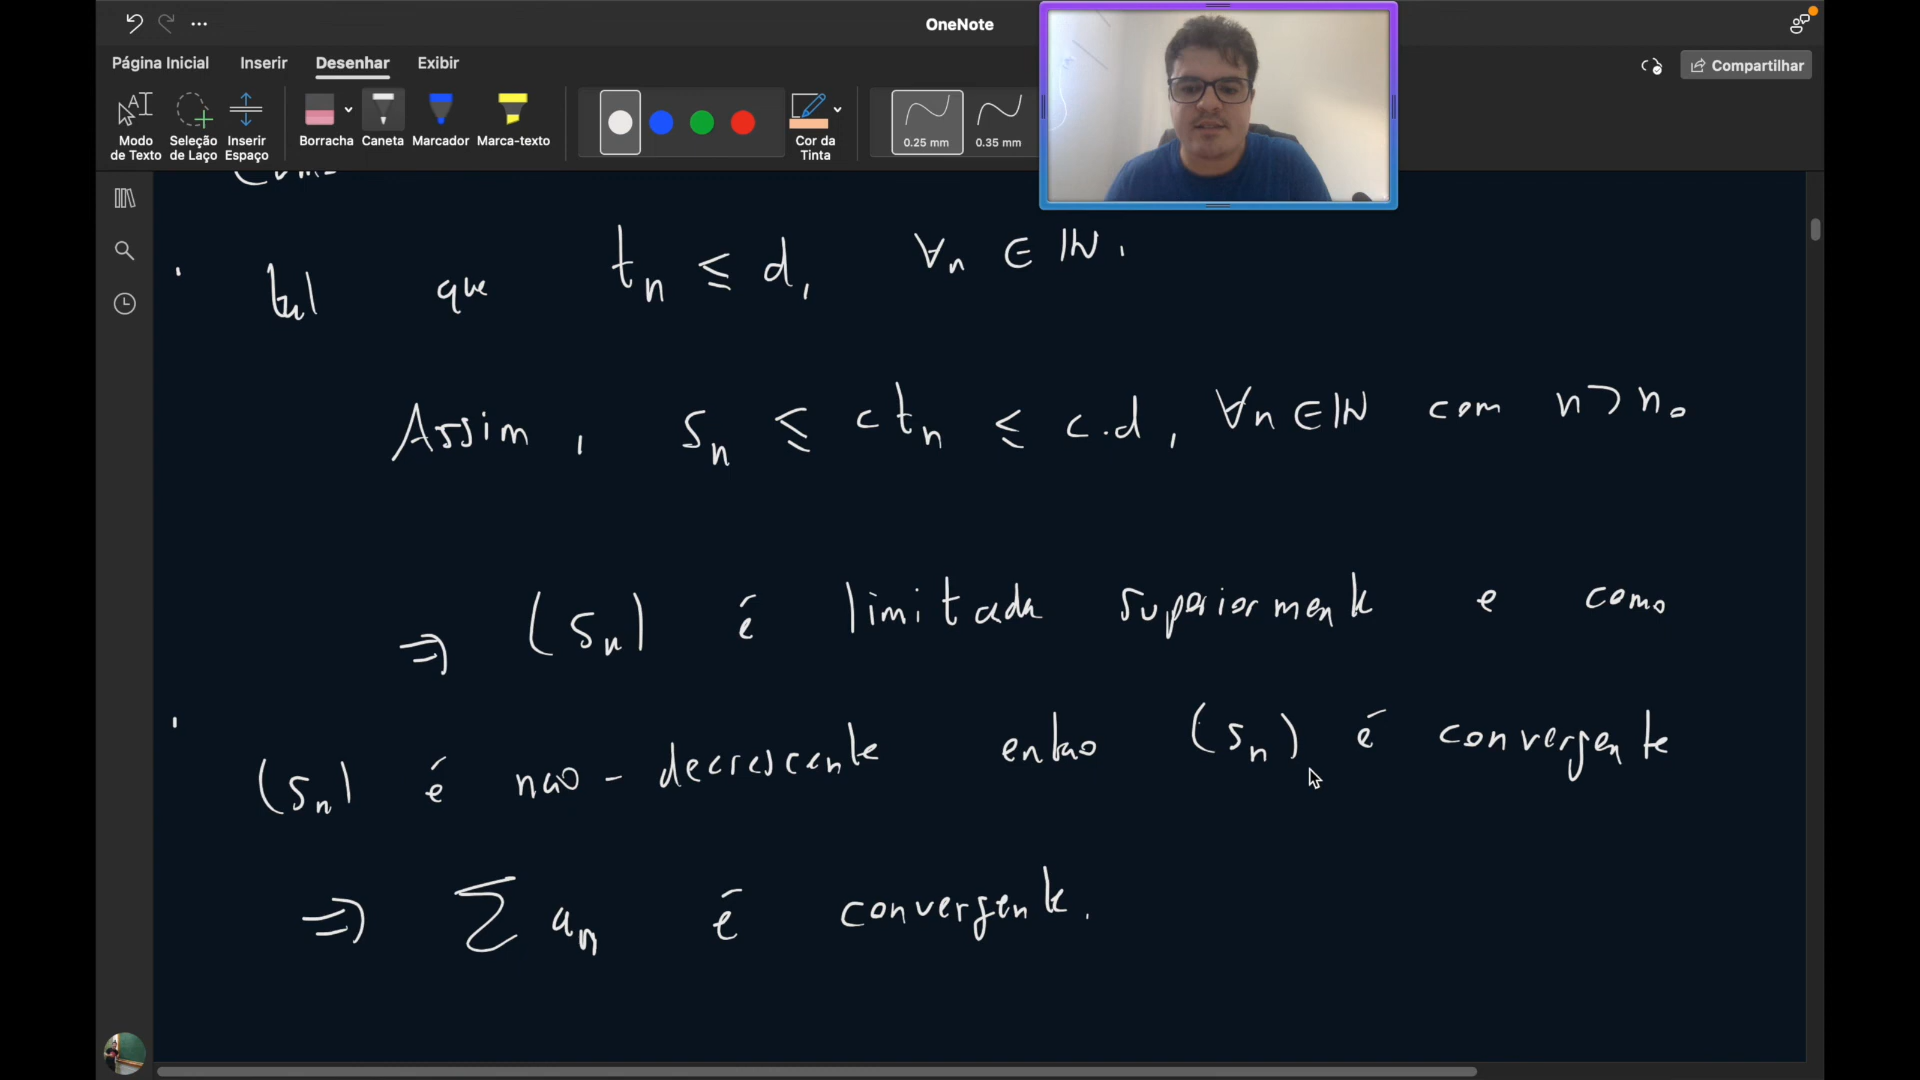 OneNote
Página Inicial Inserir Desenhar Exibir
Compartilhar
Modo de Texto Seleção de Laço Inserir Espaço Borracha Caneta Marcador Marca-texto Cor da Tinta 0.25 mm 0.35 mm
tal que tn ≤ d, ∀n ∈ IN.
Assim, sn ≤ c tn ≤ c.d, ∀n ∈ IN com n > n₀
⇒ (sn) é limitada superiormente e como
(sn) é não-decrescente então (sn) é convergente
⇒ Σ an é convergente.